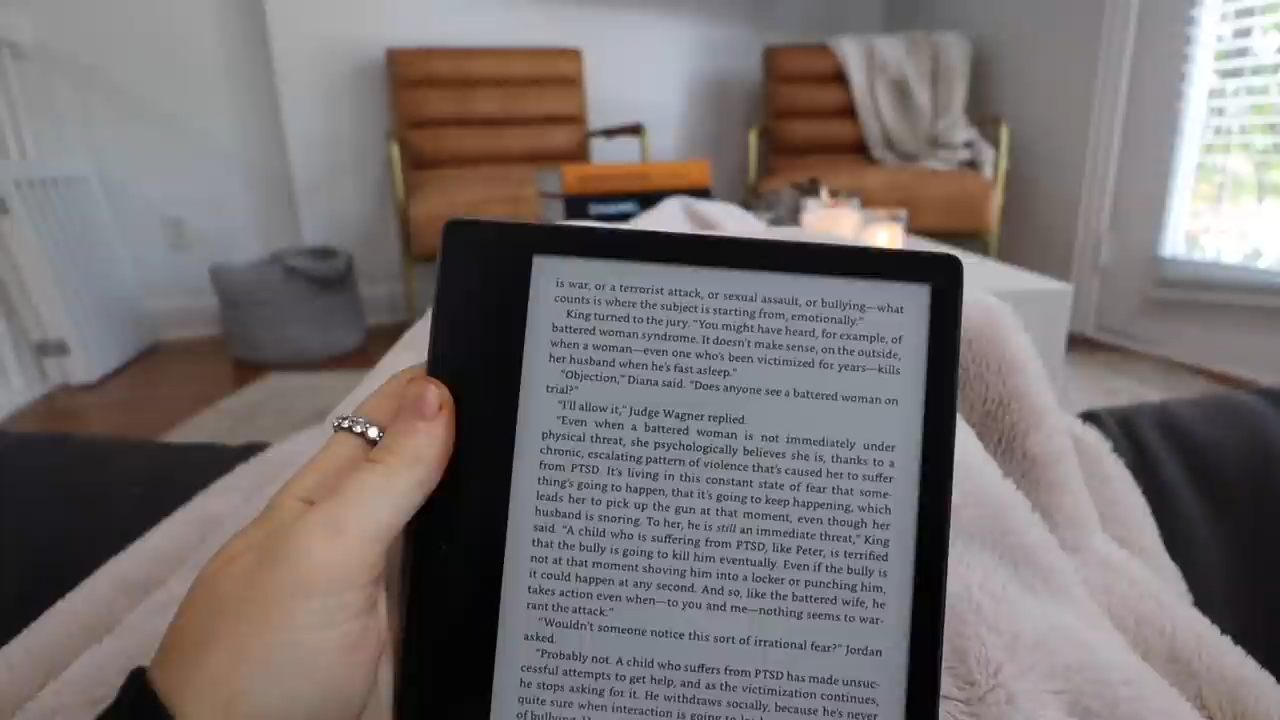 is war, or a terrorist attack, or sexual assault, or bullying—what
counts is where the subject is starting from, emotionally."
King turned to the jury. "You might have heard, for example, of
battered woman syndrome. It doesn't make sense, on the outside,
when a woman—even one who's been victimized for years—kills
her husband when he's fast asleep."
"Objection," Diana said. "Does anyone see a battered woman on
trial?"
"I'll allow it," Judge Wagner replied.
"Even when a battered woman is not immediately under
physical threat, she psychologically believes she is, thanks to a
chronic, escalating pattern of violence that's caused her to suffer
from PTSD. It's living in this constant state of fear that some-
thing's going to happen, that it's going to keep happening, which
leads her to pick up the gun at that moment, even though her
husband is snoring. To her, he is still an immediate threat," King
said. "A child who is suffering from PTSD, like Peter, is terrified
that the bully is going to kill him eventually. Even if the bully is
not at that moment shoving him into a locker or punching him,
it could happen at any second. And so, like the battered wife, he
takes action even when—to you and me—nothing seems to war-
rant the attack."
"Wouldn't someone notice this sort of irrational fear?" Jordan
asked.
"Probably not. A child who suffers from PTSD has made unsuc-
cessful attempts to get help, and as the victimization continues,
he stops asking for it. He withdraws socially, because he's never
quite sure when interaction is going to
of bullying.